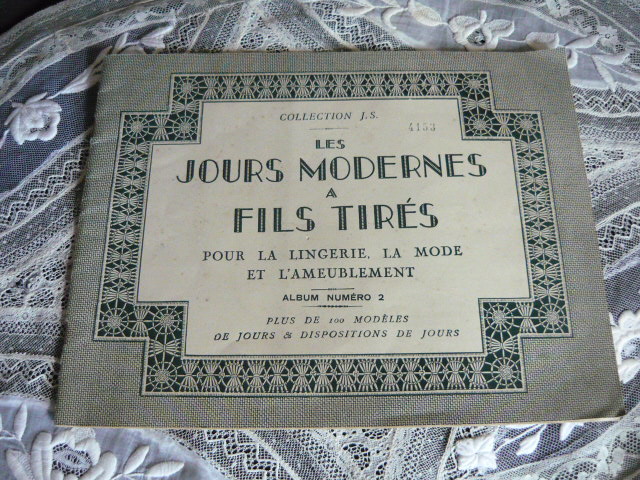 COLLECTION J.S.
4153
LES
JOURS MODERNES
A
FILS TIRÉS
POUR LA LINGERIE, LA MODE
ET L'AMEUBLEMENT
ALBUM NUMÉRO 2
PLUS DE 100 MODÈLES
DE JOURS & DISPOSITIONS DE JOURS